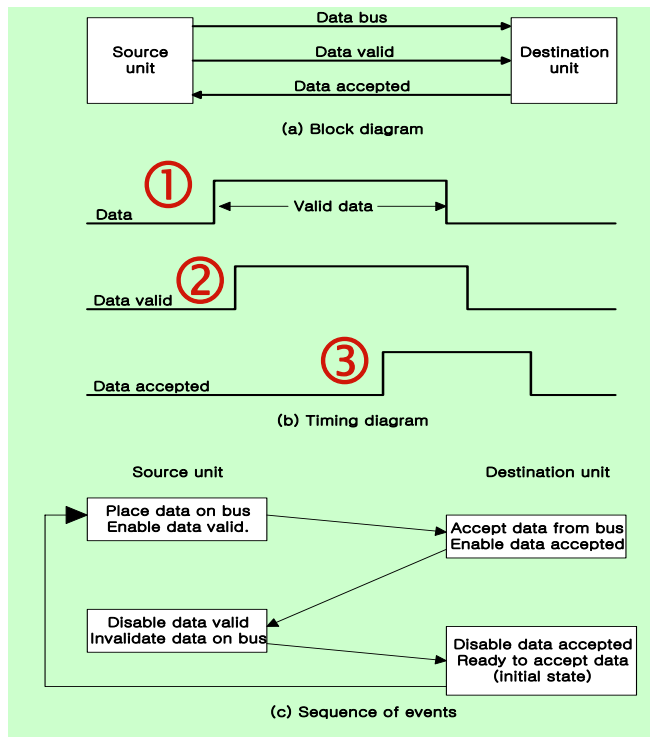 Data bus
Source
unit
Data valid
Destination
unit
Data accepted
(a) Block diagram
1
Valid data
Data
2
Data valid
3
Data accepted
(b) Timing diagram
Source unit
Destination unit
Place data on bus
Enable data valid.
Accept data from bus
Enable data accepted
Disable data valid
Invalidate data on bus
Disable data accepted
Ready to accept data
(initial state)
(c) Sequence of events